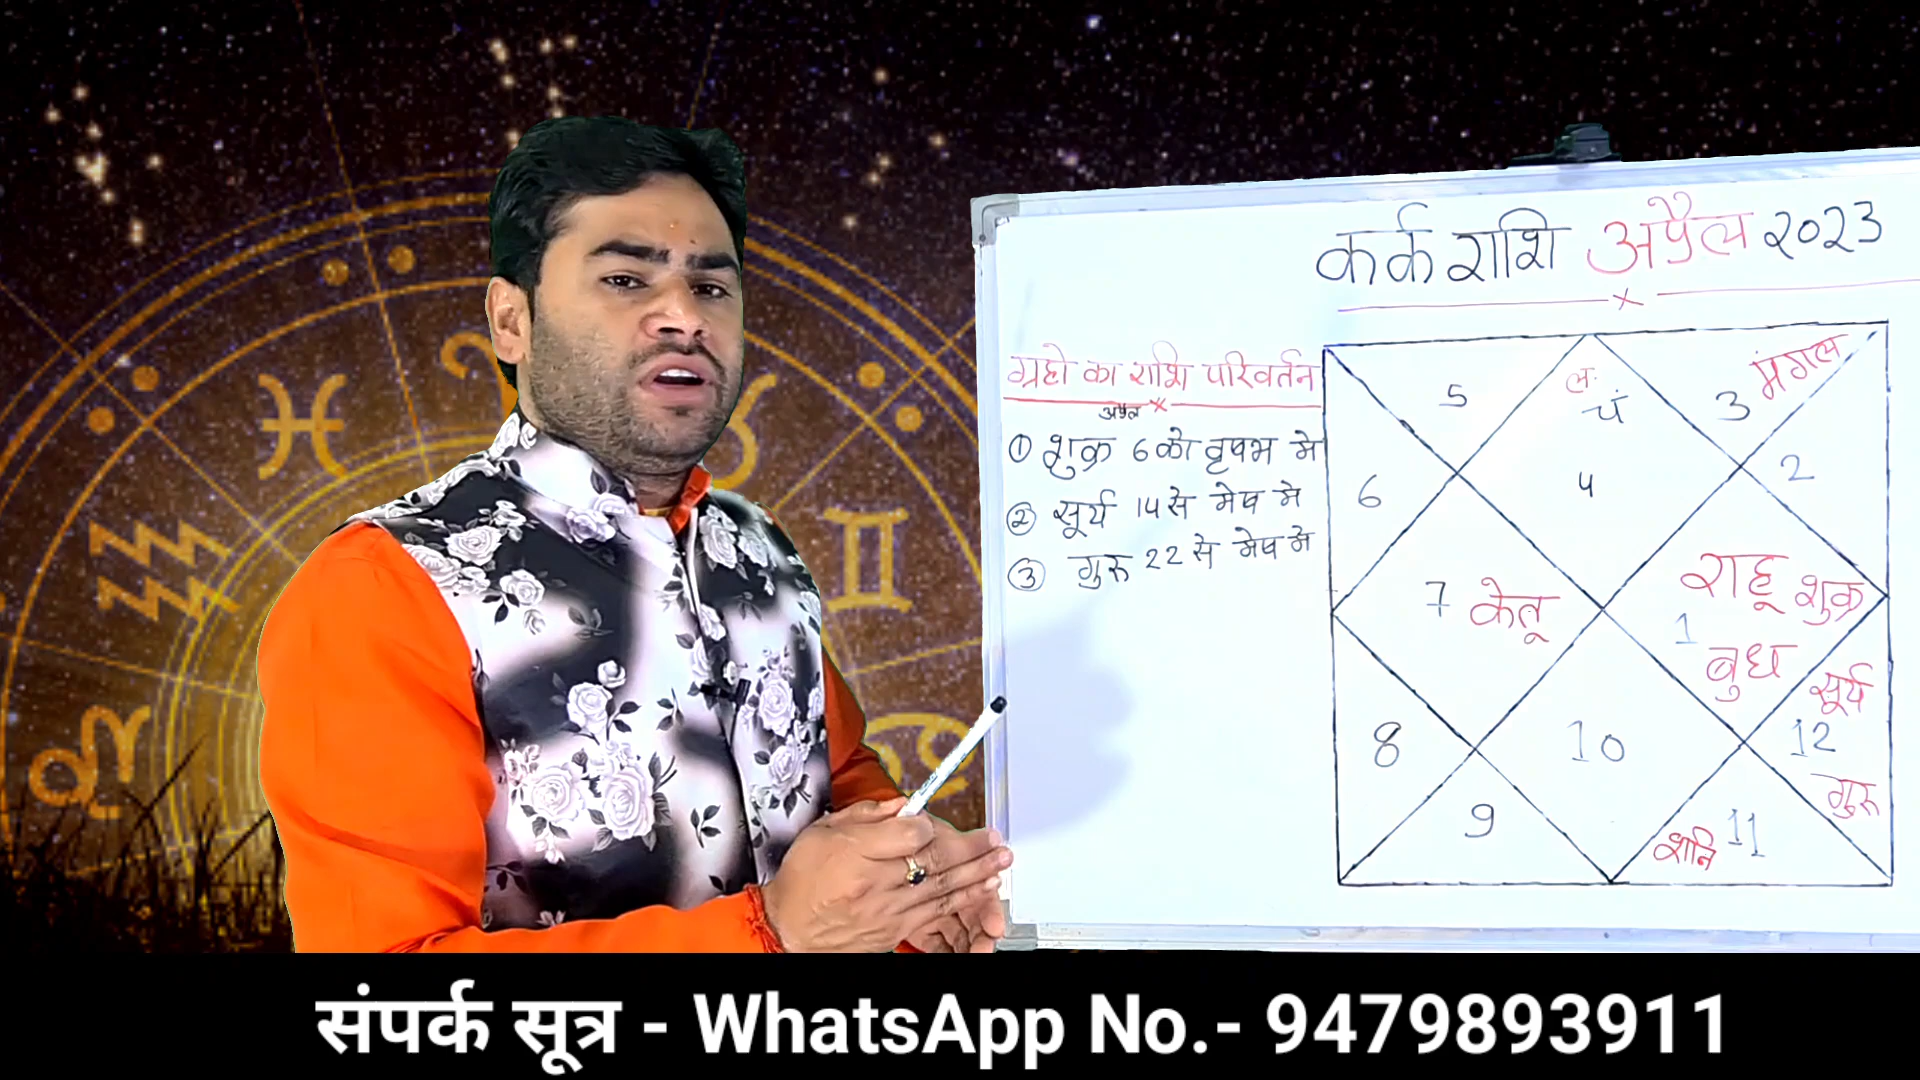 कर्क राशि अप्रैल २०२३
ग्रहो का राशि परिवर्तन
अप्रैल
① शुक्र 6 को वृषभ मे
② सूर्य 14 से मेष मे
③ गुरू 22 से मेष मे
5
ल.
चं
3 मंगल
6
4
2
7 केतू
राहू शुक्र
1
बुध
सूर्य
8
10
12
गुरू
9
शनि 11
संपर्क सूत्र - WhatsApp No.- 9479893911